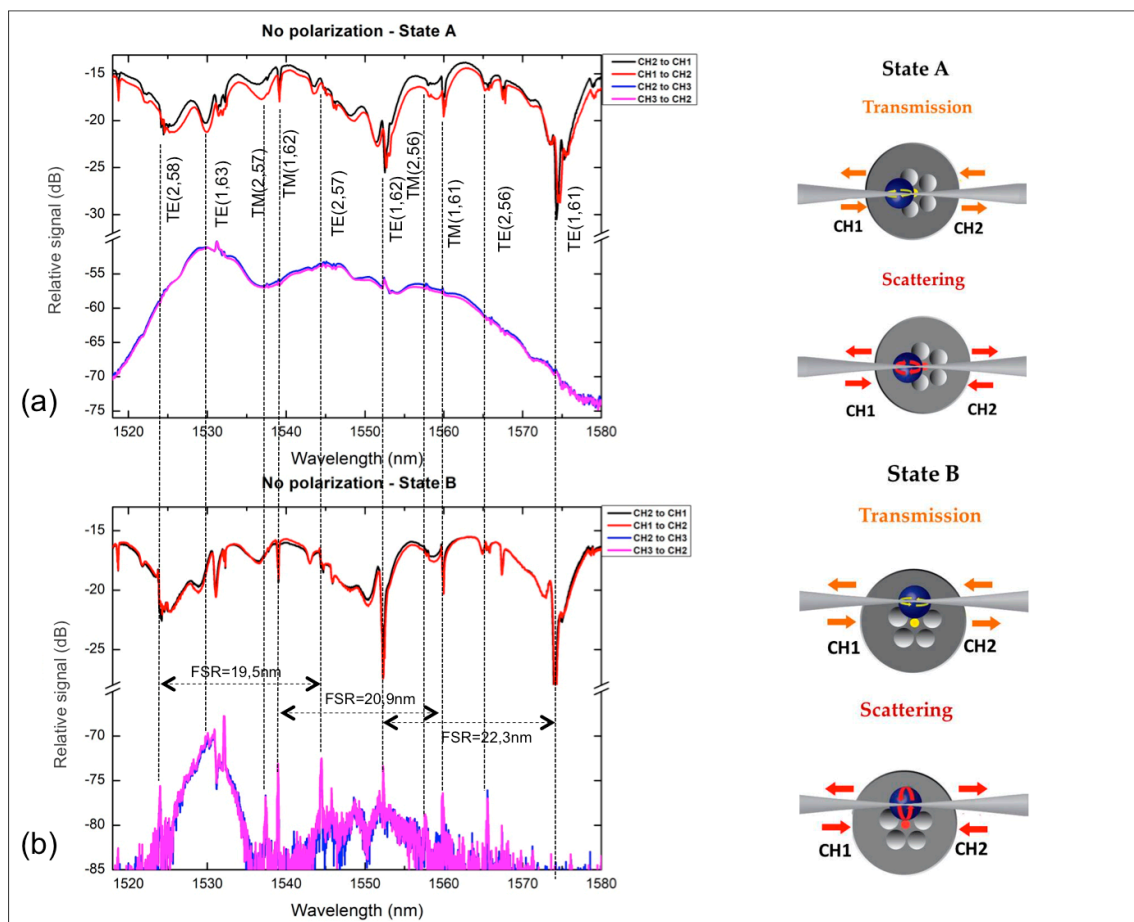 No polarization - State A
CH2 to CH1
CH1 to CH2
CH2 to CH3
CH3 to CH2
Relative signal (dB)
-15
-20
-25
-30
-55
-60
-65
-70
-75
TE(2,58)
TE(1,63)
TM(2,57)
TM(1,62)
TE(2,57)
TE(1,62)
TM(2,56)
TM(1,61)
TE(2,56)
TE(1,61)
(a)
1520 1530 1540 1550 1560 1570 1580
Wavelength (nm)
State A
Transmission
CH1 CH2
Scattering
CH1 CH2
No polarization - State B
CH2 to CH1
CH1 to CH2
CH2 to CH3
CH3 to CH2
Relative signal (dB)
-15
-20
-25
-70
-75
-80
-85
FSR=19,5nm
FSR=20,9nm
FSR=22,3nm
(b)
1520 1530 1540 1550 1560 1570 1580
Wavelength (nm)
State B
Transmission
CH1 CH2
Scattering
CH1 CH2